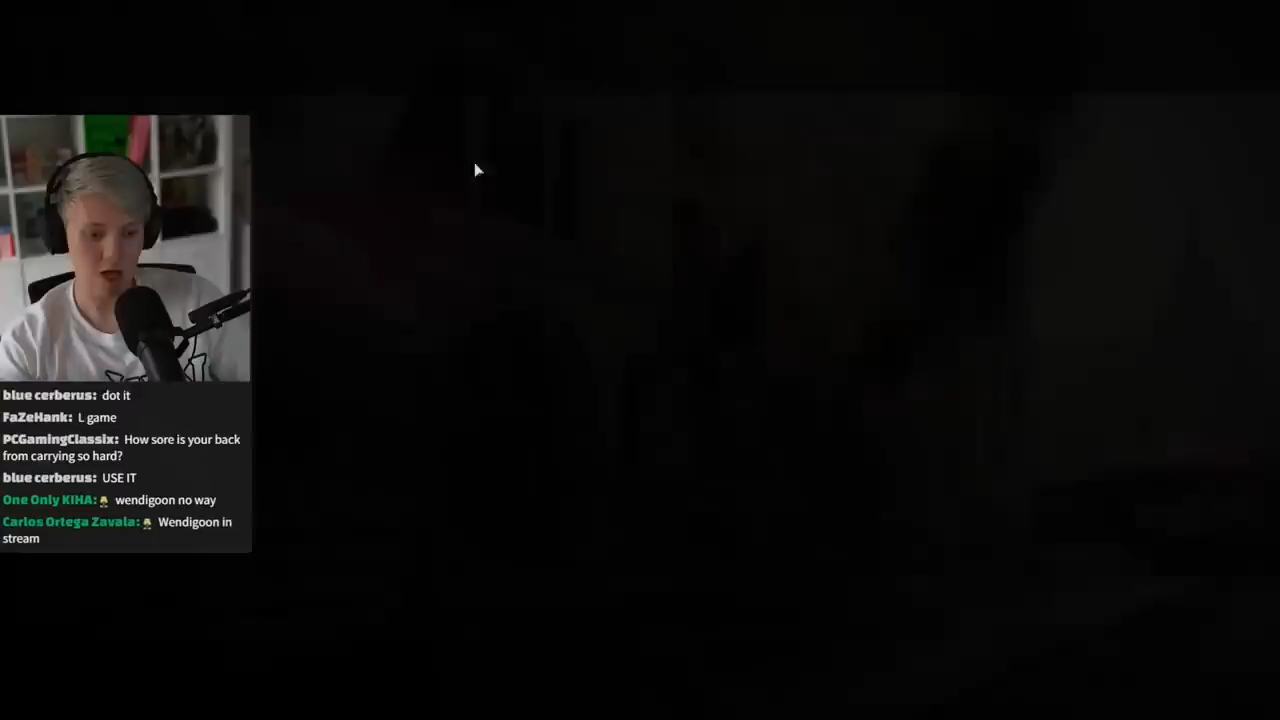 blue cerberus: dot it
FaZeHank: L game
PCGamingClassix: How sore is your back
from carrying so hard?
blue cerberus: USE IT
One Only KIHA: wendigoon no way
Carlos Ortega Zavala: Wendigoon in
stream